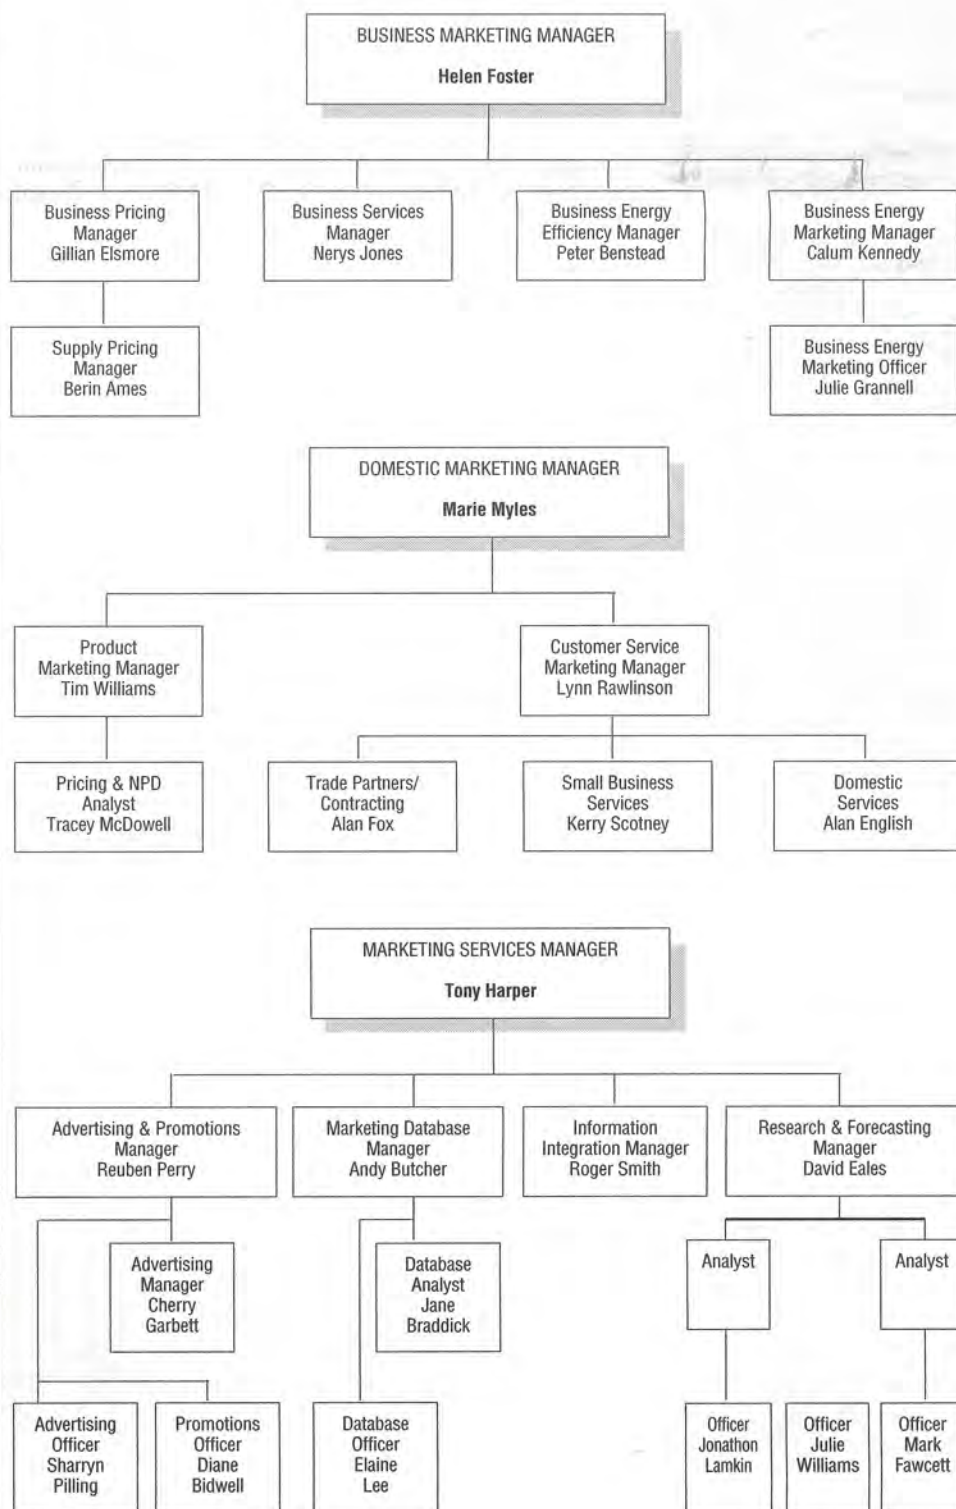 BUSINESS MARKETING MANAGER
Helen Foster
Business Pricing
Manager
Gillian Elsmore
Business Services
Manager
Nerys Jones
Business Energy
Efficiency Manager
Peter Benstead
Business Energy
Marketing Manager
Calum Kennedy
Supply Pricing
Manager
Berin Ames
Business Energy
Marketing Officer
Julie Grannell
DOMESTIC MARKETING MANAGER
Marie Myles
Product
Marketing Manager
Tim Williams
Customer Service
Marketing Manager
Lynn Rawlinson
Pricing & NPD
Analyst
Tracey McDowell
Trade Partners/
Contracting
Alan Fox
Small Business
Services
Kerry Scotney
Domestic
Services
Alan English
MARKETING SERVICES MANAGER
Tony Harper
Advertising & Promotions
Manager
Reuben Perry
Marketing Database
Manager
Andy Butcher
Information
Integration Manager
Roger Smith
Research & Forecasting
Manager
David Eales
Advertising
Manager
Cherry
Garbett
Database
Analyst
Jane
Braddick
Analyst
Analyst
Advertising
Officer
Sharryn
Pilling
Promotions
Officer
Diane
Bidwell
Database
Officer
Elaine
Lee
Officer
Jonathon
Lamkin
Officer
Julie
Williams
Officer
Mark
Fawcett